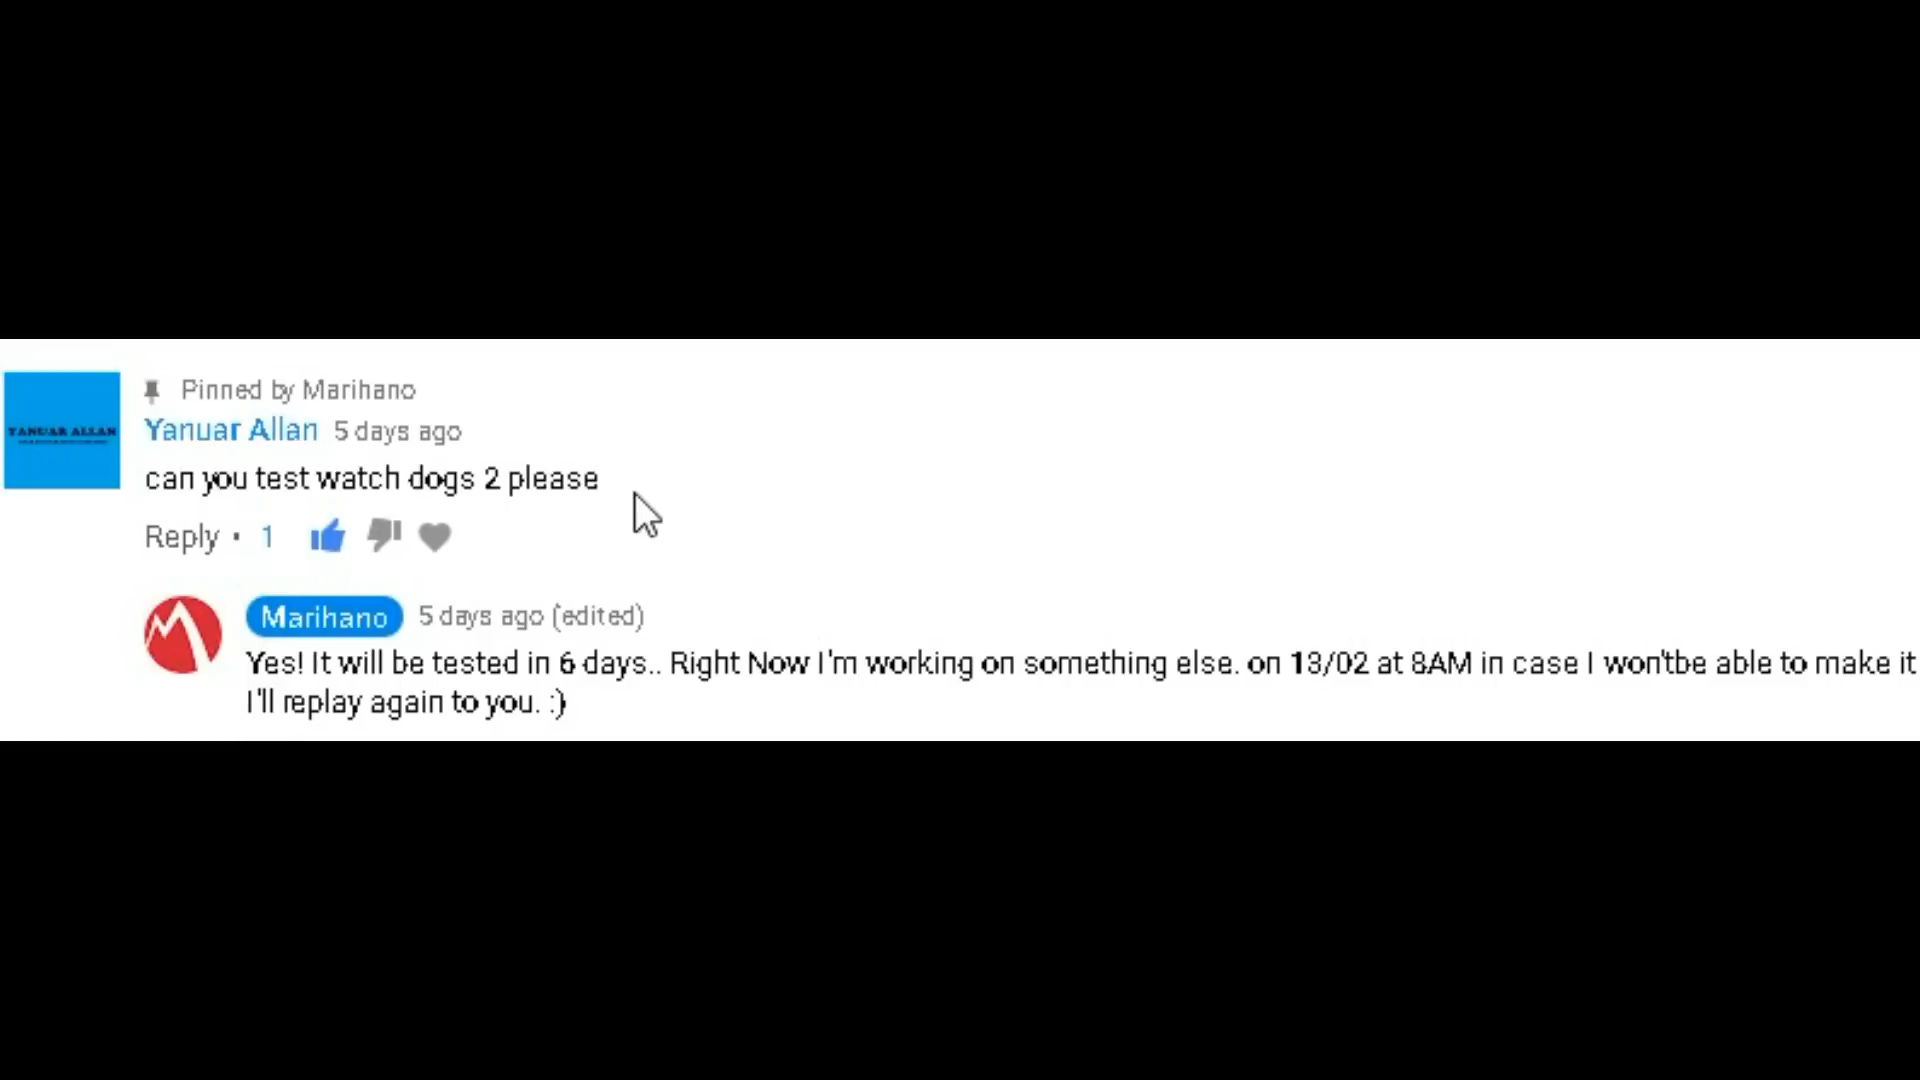 Pinned by Marihano
YANUAR ALLAN
Yanuar Allan 5 days ago
can you test watch dogs 2 please
Reply • 1
Marihano 5 days ago (edited)
Yes! It will be tested in 6 days.. Right Now I'm working on something else. on 13/02 at 8AM in case I won'tbe able to make it
I'll replay again to you. :)